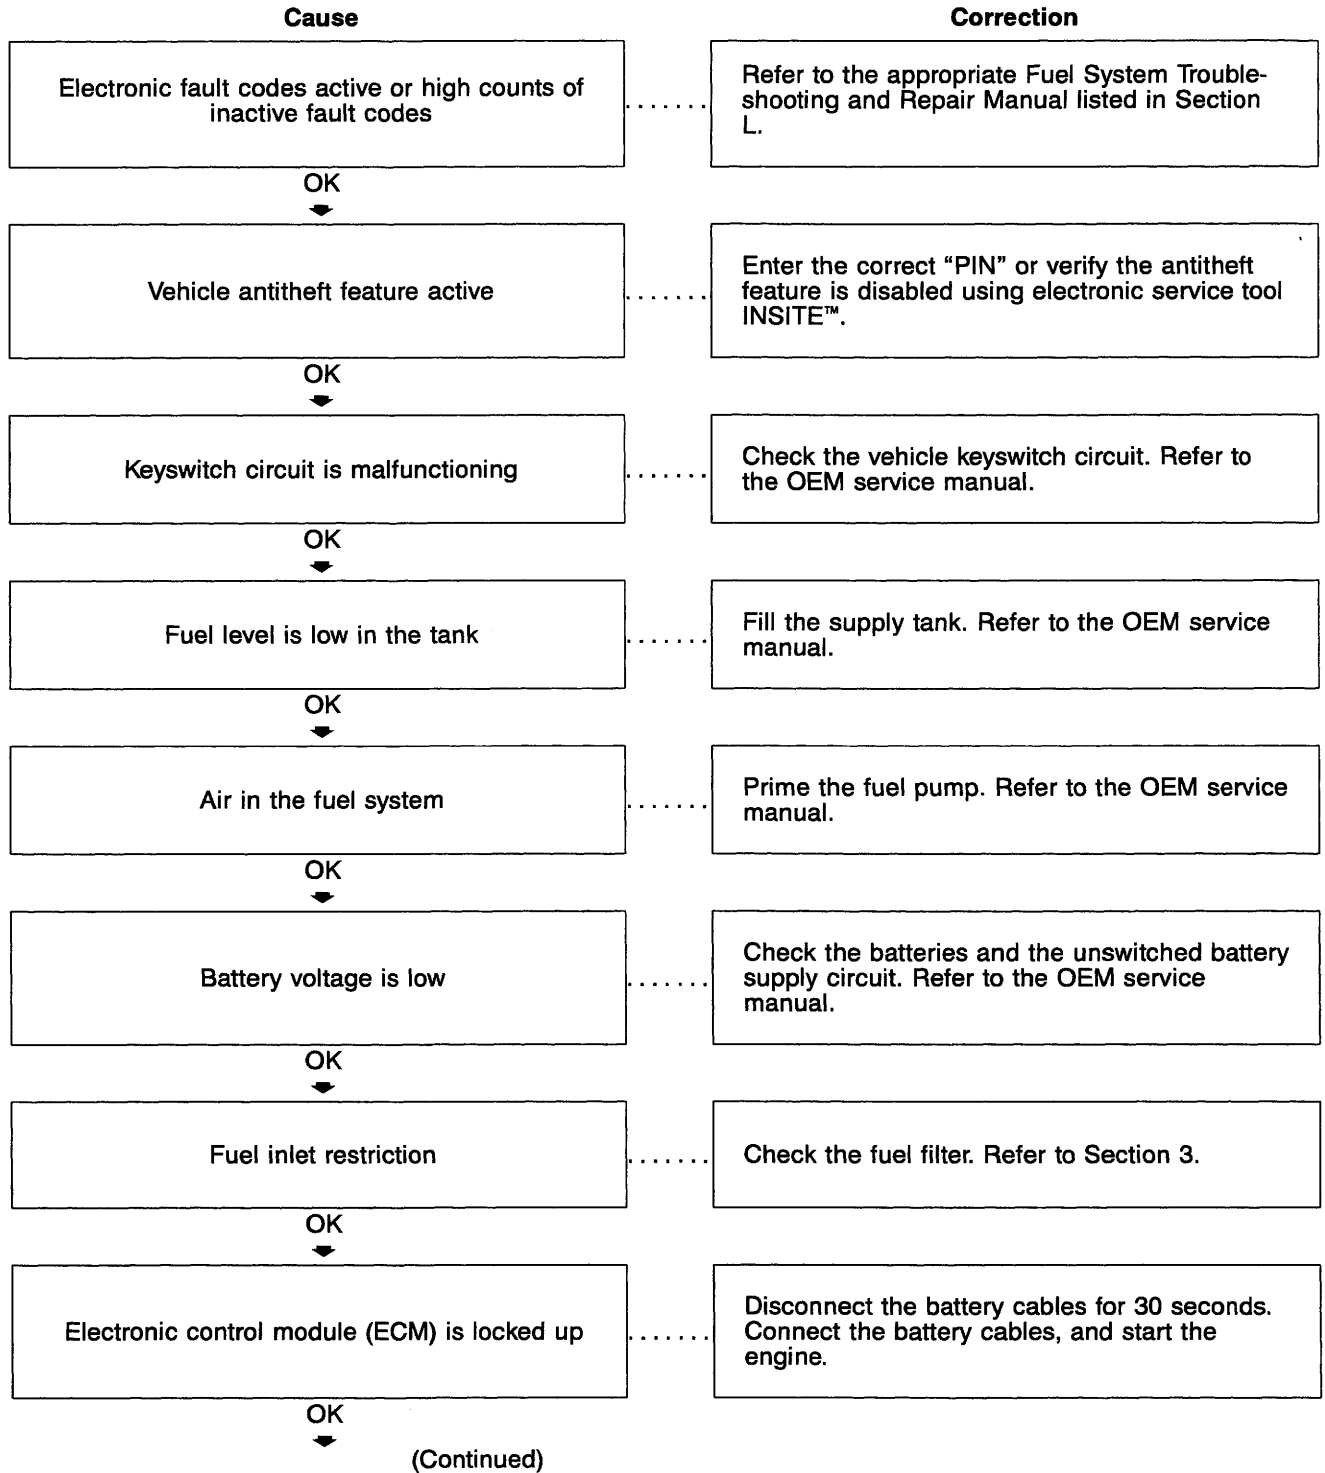 Cause
Correction
Electronic fault codes active or high counts of
inactive fault codes
.......
Refer to the appropriate Fuel System Trouble-
shooting and Repair Manual listed in Section
L.
OK
Vehicle antitheft feature active
.......
Enter the correct “PIN” or verify the antitheft
feature is disabled using electronic service tool
INSITE™.
OK
Keyswitch circuit is malfunctioning
.......
Check the vehicle keyswitch circuit. Refer to
the OEM service manual.
OK
Fuel level is low in the tank
.......
Fill the supply tank. Refer to the OEM service
manual.
OK
Air in the fuel system
.......
Prime the fuel pump. Refer to the OEM service
manual.
OK
Battery voltage is low
.......
Check the batteries and the unswitched battery
supply circuit. Refer to the OEM service
manual.
OK
Fuel inlet restriction
.......
Check the fuel filter. Refer to Section 3.
OK
Electronic control module (ECM) is locked up
.......
Disconnect the battery cables for 30 seconds.
Connect the battery cables, and start the
engine.
OK
(Continued)